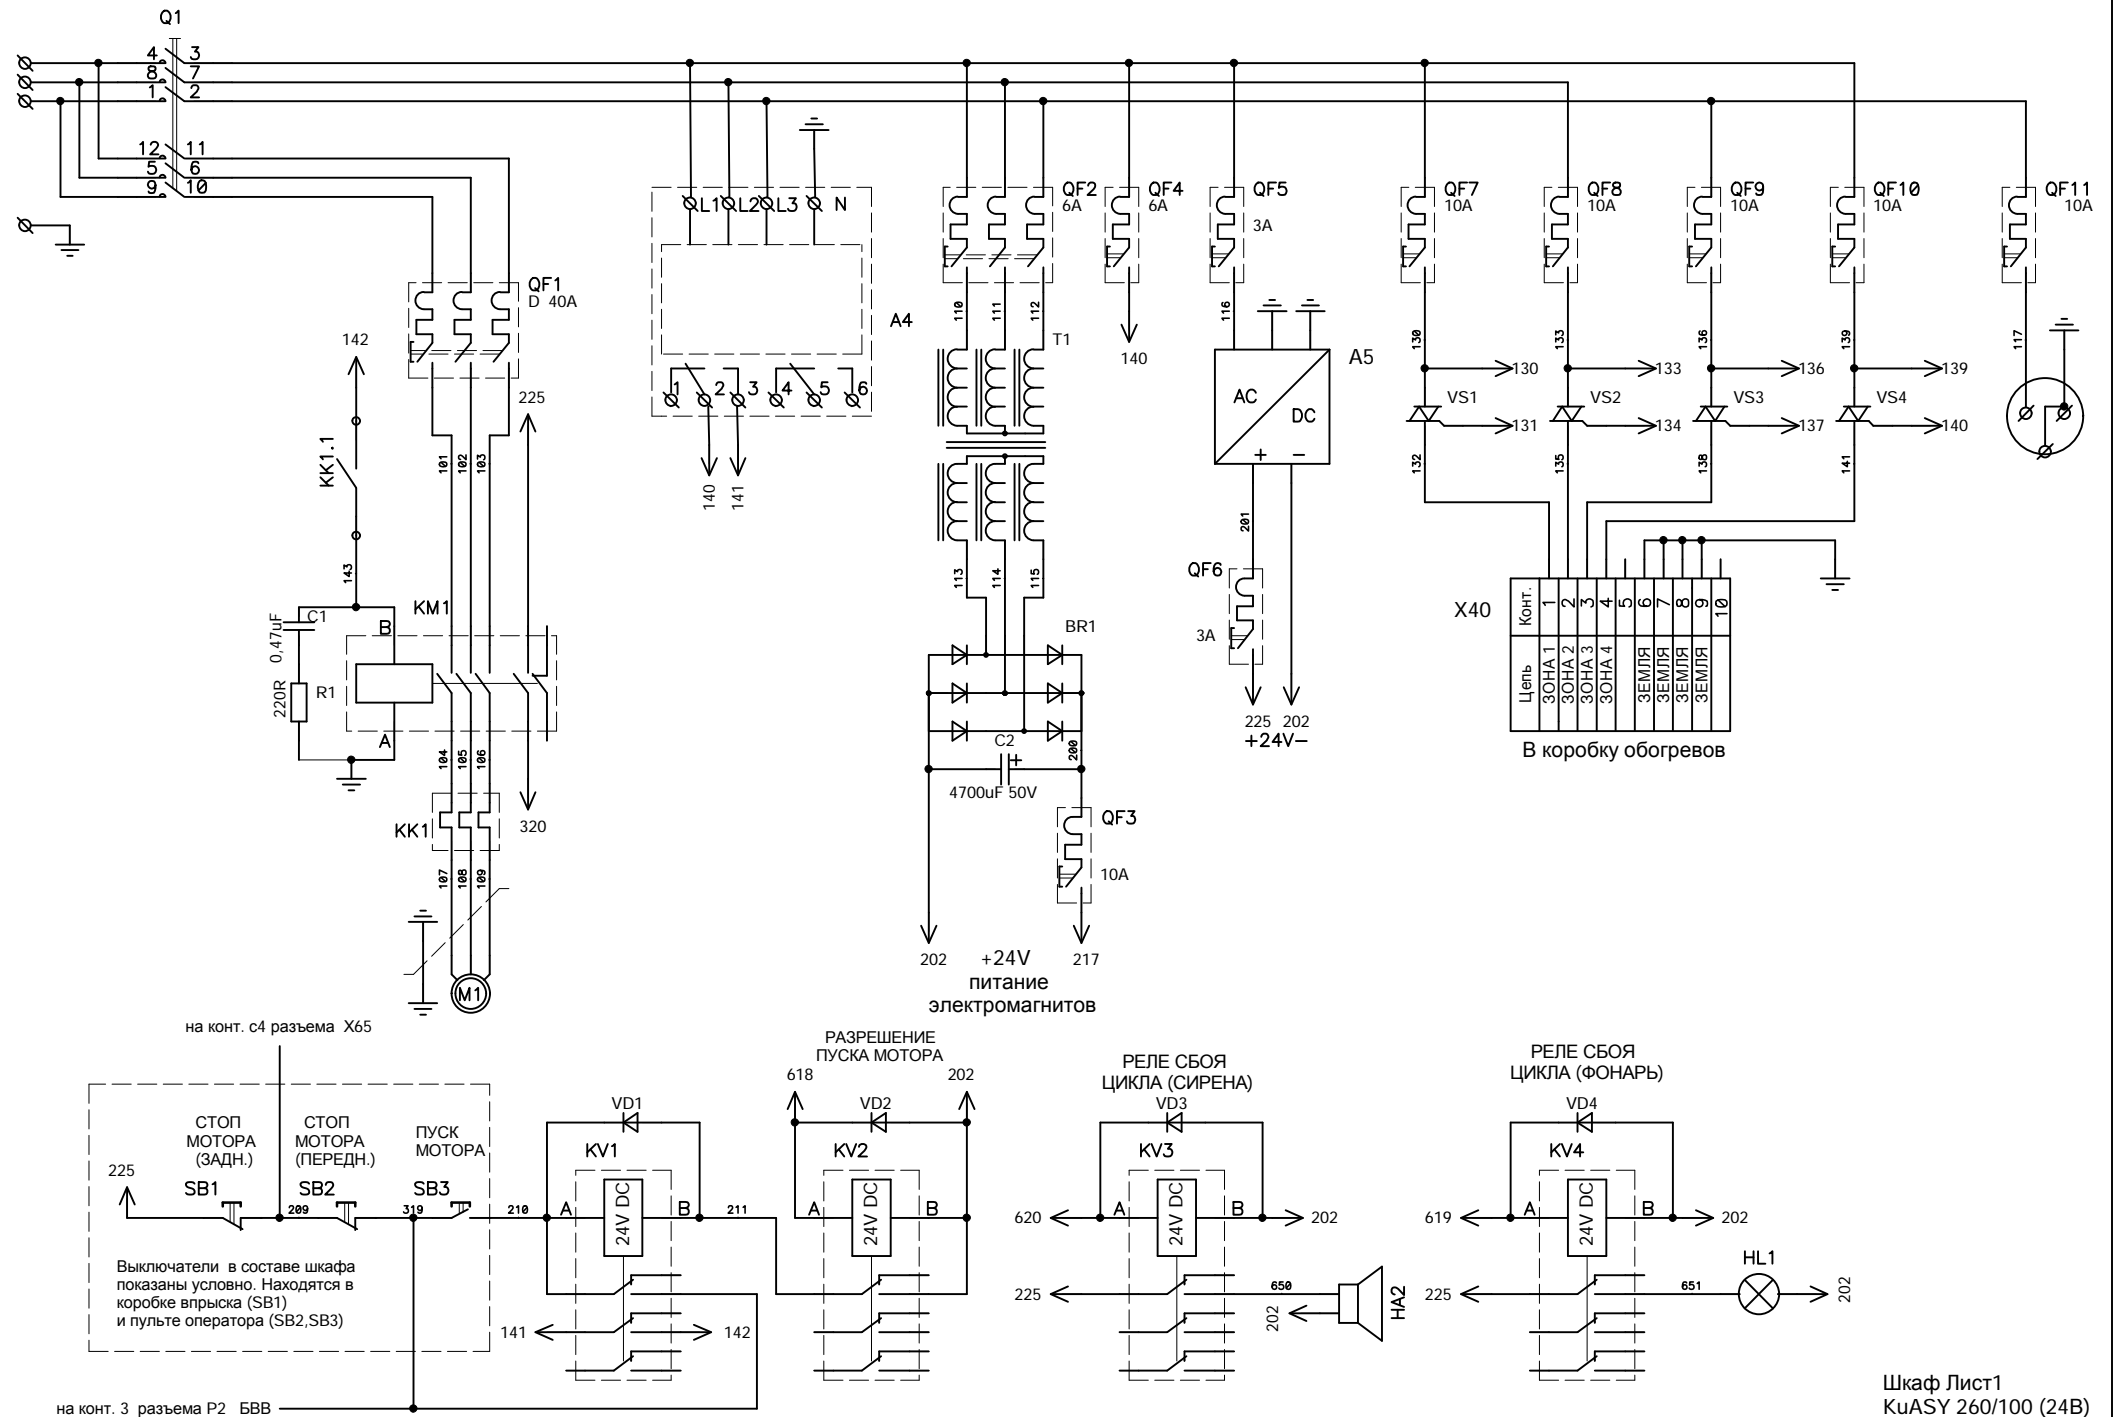 Q1
4 3
8 7
1 2
12 11
5 6
9 10
QF1
D 40A
142
225
KK1.1
101
102
103
143
KM1
C1
0,47uF
B
220R
R1
A
104
105
106
KK1
320
107
108
109
M1
L1 L2 L3 N
A4
1 2 3 4 5 6
140
141
QF2
6A
QF4
6A
QF5
3A
QF7
10A
QF8
10A
QF9
10A
QF10
10A
QF11
10A
110
111
112
T1
140
116
A5
AC
DC
+ −
201
QF6
3A
225 202
+24V−
113
114
115
BR1
C2
+
200
4700uF 50V
QF3
10A
202
+24V
217
питание
электромагнитов
130
133
136
139
117
130
133
136
139
VS1
VS2
VS3
VS4
131
134
137
140
132
135
138
141
X40
Конт.
1
2
3
4
5
6
7
8
9
10
Цепь
ЗОНА 1
ЗОНА 2
ЗОНА 3
ЗОНА 4
ЗЕМЛЯ
ЗЕМЛЯ
ЗЕМЛЯ
ЗЕМЛЯ
В коробку обогревов
на конт. с4 разъема X65
СТОП
МОТОРА
(ЗАДН.)
СТОП
МОТОРА
(ПЕРЕДН.)
ПУСК
МОТОРА
225
SB1
SB2
SB3
209
319
210
Выключатели в составе шкафа
показаны условно. Находятся в
коробке впрыска (SB1)
и пульте оператора (SB2,SB3)
на конт. 3 разъема P2 БВВ
VD1
KV1
A
24V DC
B
211
141
142
РАЗРЕШЕНИЕ
ПУСКА МОТОРА
618
202
VD2
KV2
A
24V DC
B
РЕЛЕ СБОЯ
ЦИКЛА (СИРЕНА)
VD3
KV3
620
A
24V DC
B
202
225
650
202
HA2
РЕЛЕ СБОЯ
ЦИКЛА (ФОНАРЬ)
VD4
KV4
619
A
24V DC
B
202
HL1
225
651
202
Шкаф Лист1
KuASY 260/100 (24В)